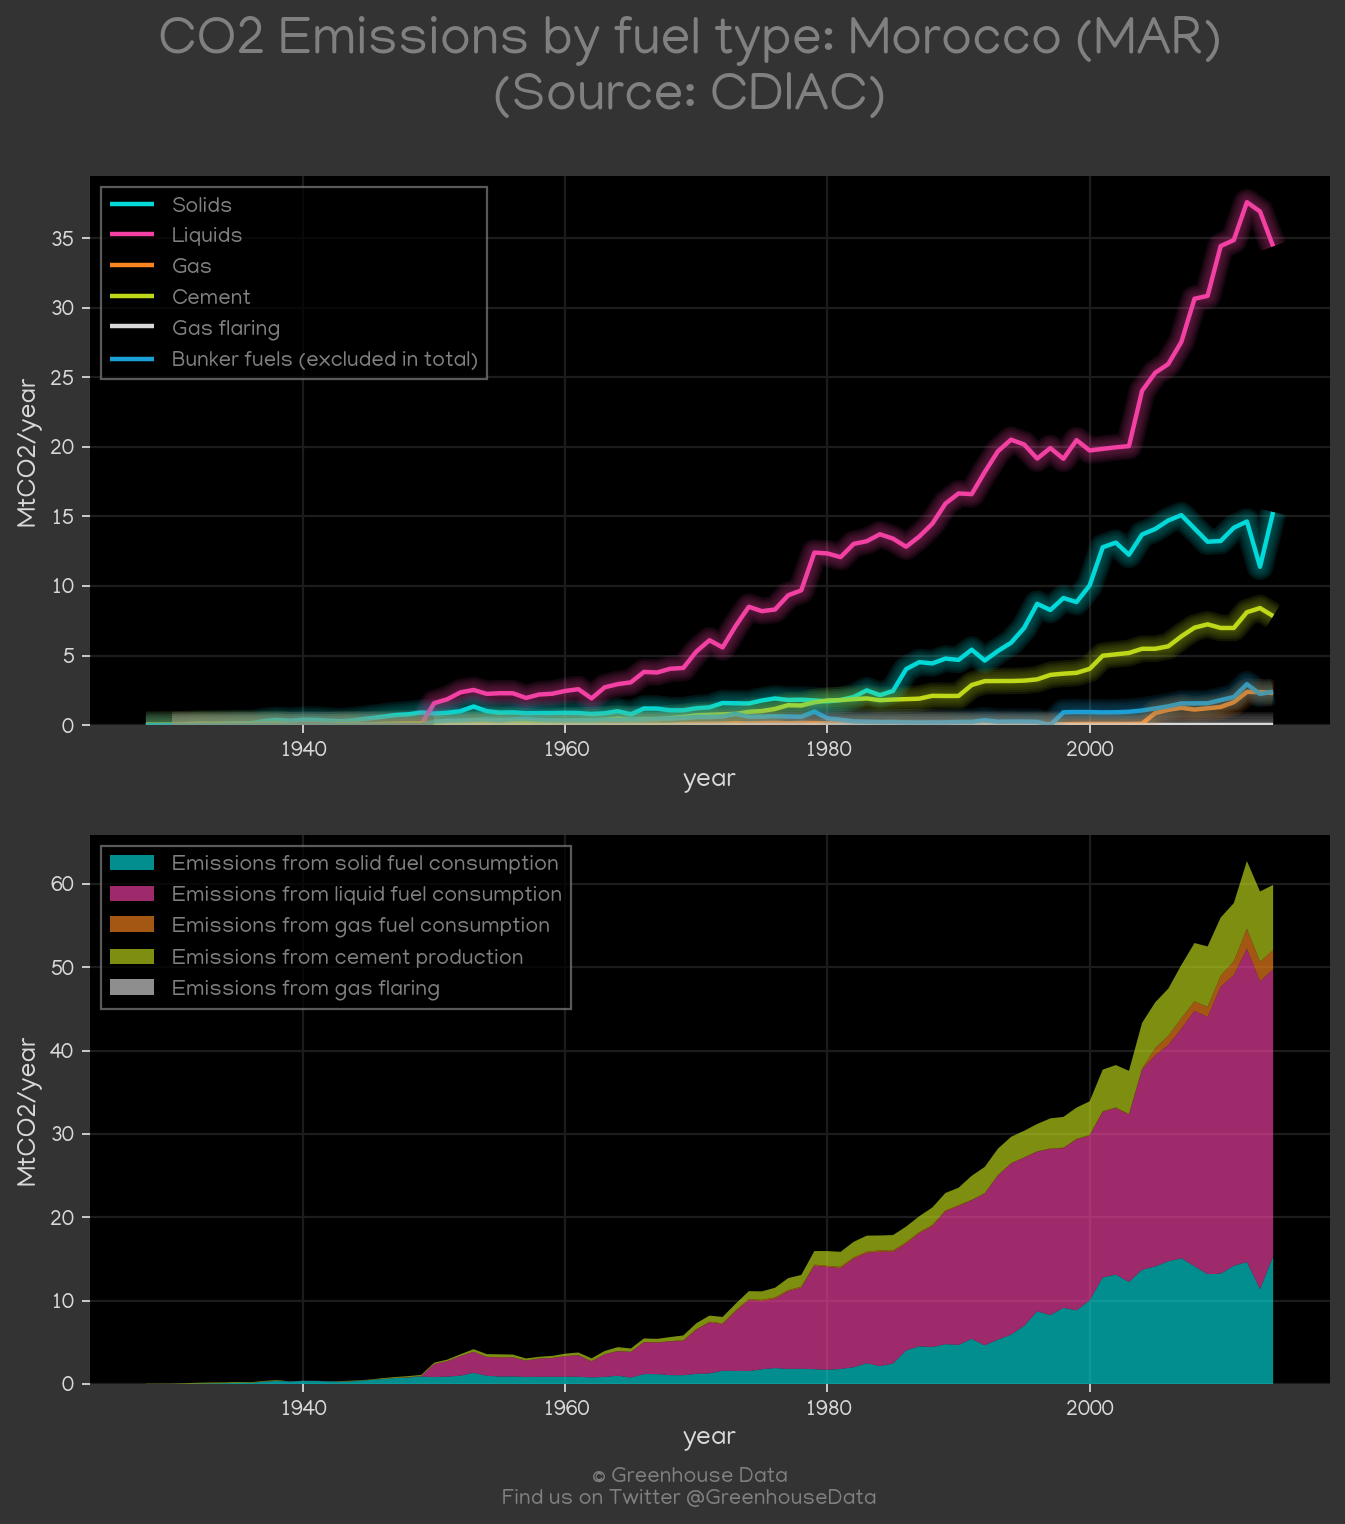 CO2 Emissions by fuel type: Morocco (MAR)
(Source: CDIAC)
Solids
Liquids
Gas
Cement
Gas flaring
Bunker fuels (excluded in total)
MtCO2/year
35
30
25
20
15
10
5
0
1940
1960
1980
2000
year
Emissions from solid fuel consumption
Emissions from liquid fuel consumption
Emissions from gas fuel consumption
Emissions from cement production
Emissions from gas flaring
MtCO2/year
60
50
40
30
20
10
0
1940
1960
1980
2000
year
© Greenhouse Data
Find us on Twitter @GreenhouseData